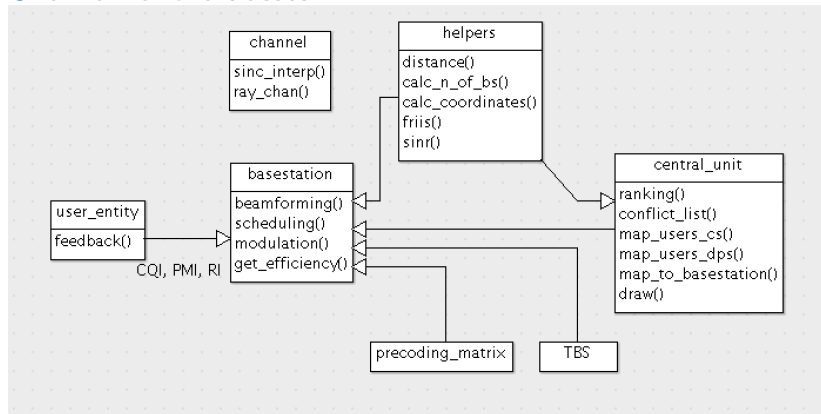 channel
sinc_interp()
ray_chan()
helpers
distance()
calc_n_of_bs()
calc_coordinates()
friis()
sinr()
basestation
beamforming()
scheduling()
modulation()
get_efficiency()
user_entity
feedback()
CQI, PMI, RI
central_unit
ranking()
conflict_list()
map_users_cs()
map_users_dps()
map_to_basestation()
draw()
precoding_matrix
TBS